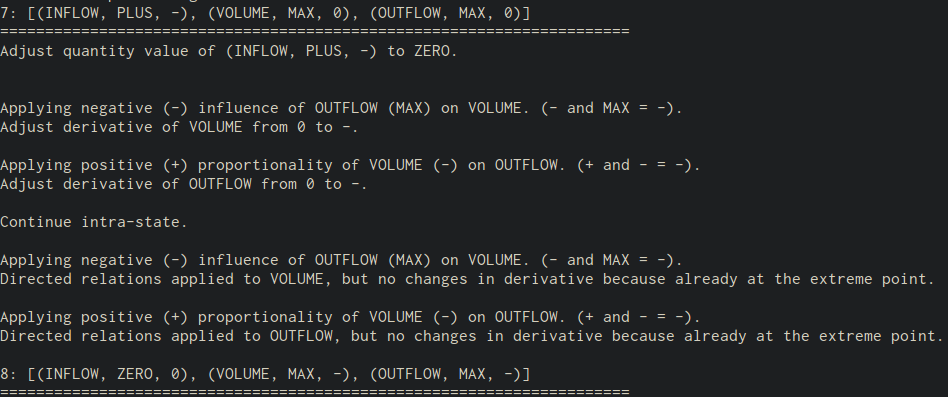 7: [(INFLOW, PLUS, -), (VOLUME, MAX, 0), (OUTFLOW, MAX, 0)]
======================================================================
Adjust quantity value of (INFLOW, PLUS, -) to ZERO.
Applying negative (-) influence of OUTFLOW (MAX) on VOLUME. (- and MAX = -).
Adjust derivative of VOLUME from 0 to -.
Applying positive (+) proportionality of VOLUME (-) on OUTFLOW. (+ and - = -).
Adjust derivative of OUTFLOW from 0 to -.
Continue intra-state.
Applying negative (-) influence of OUTFLOW (MAX) on VOLUME. (- and MAX = -).
Directed relations applied to VOLUME, but no changes in derivative because already at the extreme point.
Applying positive (+) proportionality of VOLUME (-) on OUTFLOW. (+ and - = -).
Directed relations applied to OUTFLOW, but no changes in derivative because already at the extreme point.
8: [(INFLOW, ZERO, 0), (VOLUME, MAX, -), (OUTFLOW, MAX, -)]
======================================================================